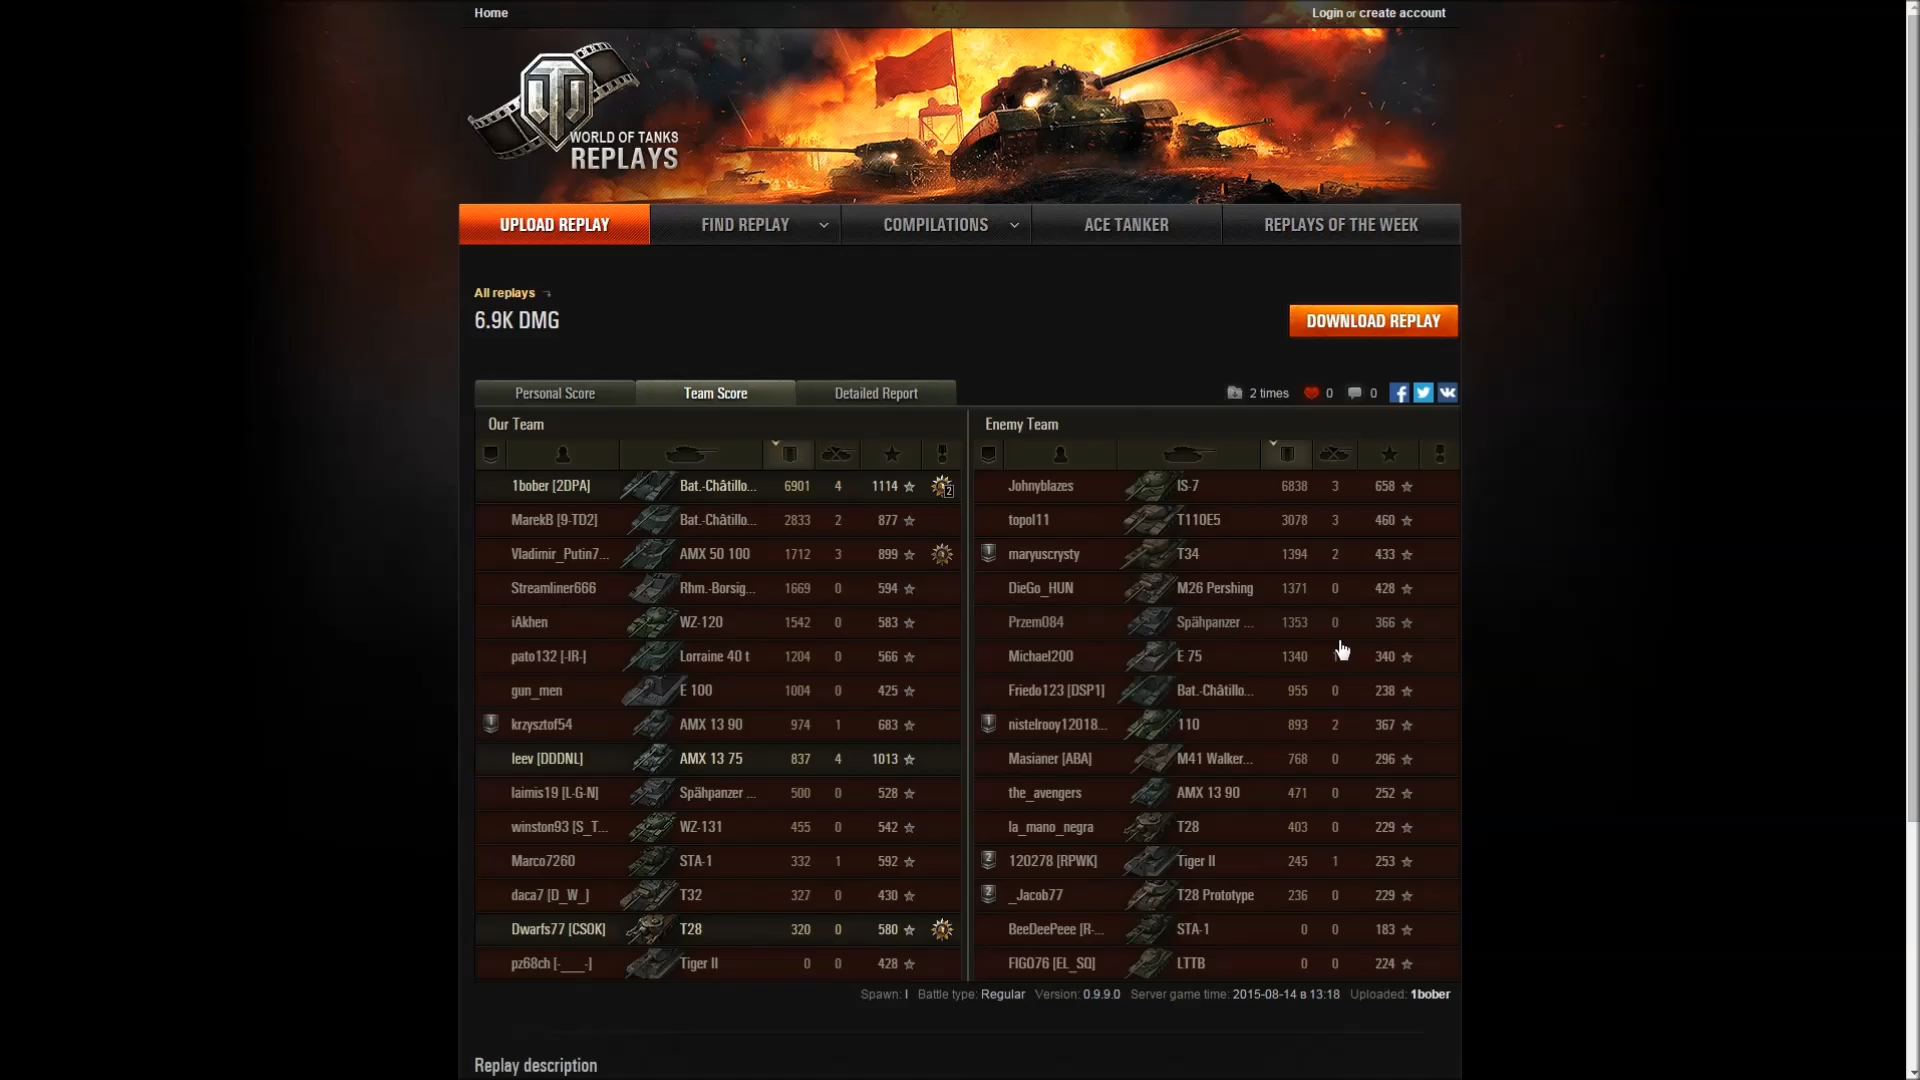 Home
Login or create account
WORLD OF TANKS
REPLAYS
UPLOAD REPLAY FIND REPLAY COMPILATIONS ACE TANKER REPLAYS OF THE WEEK
All replays
6.9K DMG
DOWNLOAD REPLAY
Personal Score Team Score Detailed Report 2 times 0 0
Our Team
1bober [2DPA] Bat.-Châtillo... 6901 4 1114 2
MarekB [9-TD2] Bat.-Châtillo... 2833 2 877
Vladimir_Putin7... AMX 50 100 1712 3 899
Streamliner666 Rhm.-Borsig... 1669 0 594
iAkhen WZ-120 1542 0 583
pato132 [-IR-] Lorraine 40 t 1204 0 566
gun_men E 100 1004 0 425
1 krzysztof54 AMX 13 90 974 1 683
leev [DDDNL] AMX 13 75 837 4 1013
laimis19 [L-G-N] Spähpanzer ... 500 0 528
winston93 [S_T... WZ-131 455 0 542
Marco7260 STA-1 332 1 592
daca7 [D_W_] T32 327 0 430
Dwarfs77 [CSOK] T28 320 0 580
pz68ch [-___-] Tiger II 0 0 428
Enemy Team
Johnyblazes IS-7 6838 3 658
topol11 T110E5 3078 3 460
1 maryuscrysty T34 1394 2 433
DieGo_HUN M26 Pershing 1371 0 428
Przem084 Spähpanzer ... 1353 0 366
Michael200 E 75 1340 340
Friedo123 [DSP1] Bat.-Châtillo... 955 0 238
1 nistelrooy12018... 110 893 2 367
Masianer [ABA] M41 Walker... 768 0 296
the_avengers AMX 13 90 471 0 252
la_mano_negra T28 403 0 229
2 120278 [RPWK] Tiger II 245 1 253
2 _Jacob77 T28 Prototype 236 0 229
BeeDeePeee [R-... STA-1 0 0 183
FIGO76 [EL_SQ] LTTB 0 0 224
Spawn: I Battle type: Regular Version: 0.9.9.0 Server game time: 2015-08-14 в 13:18 Uploaded: 1bober
Replay description